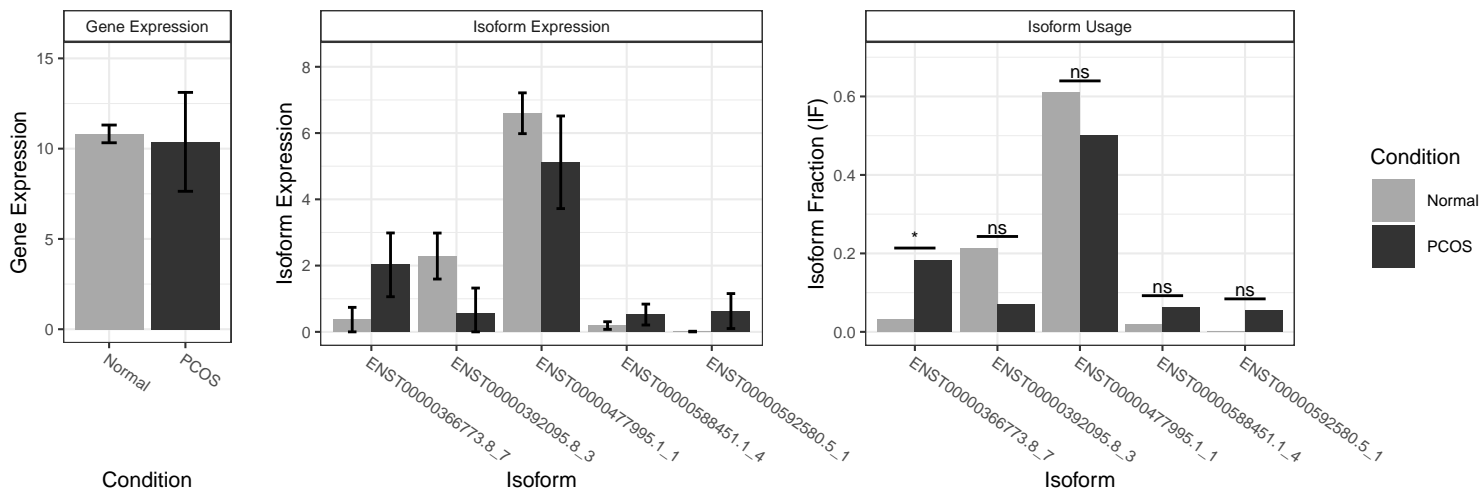 Gene Expression
Isoform Expression
Isoform Usage
Gene Expression
15
10
5
0
Normal
PCOS
Condition
Isoform Expression
8
6
4
2
0
ENST00000366773.8_7
ENST00000392095.8_3
ENST00000477995.1_1
ENST00000588451.1_4
ENST00000592580.5_1
Isoform
Isoform Fraction (IF)
0.6
0.4
0.2
0.0
*
ns
ns
ns
ns
ENST00000366773.8_7
ENST00000392095.8_3
ENST00000477995.1_1
ENST00000588451.1_4
ENST00000592580.5_1
Isoform
Condition
Normal
PCOS